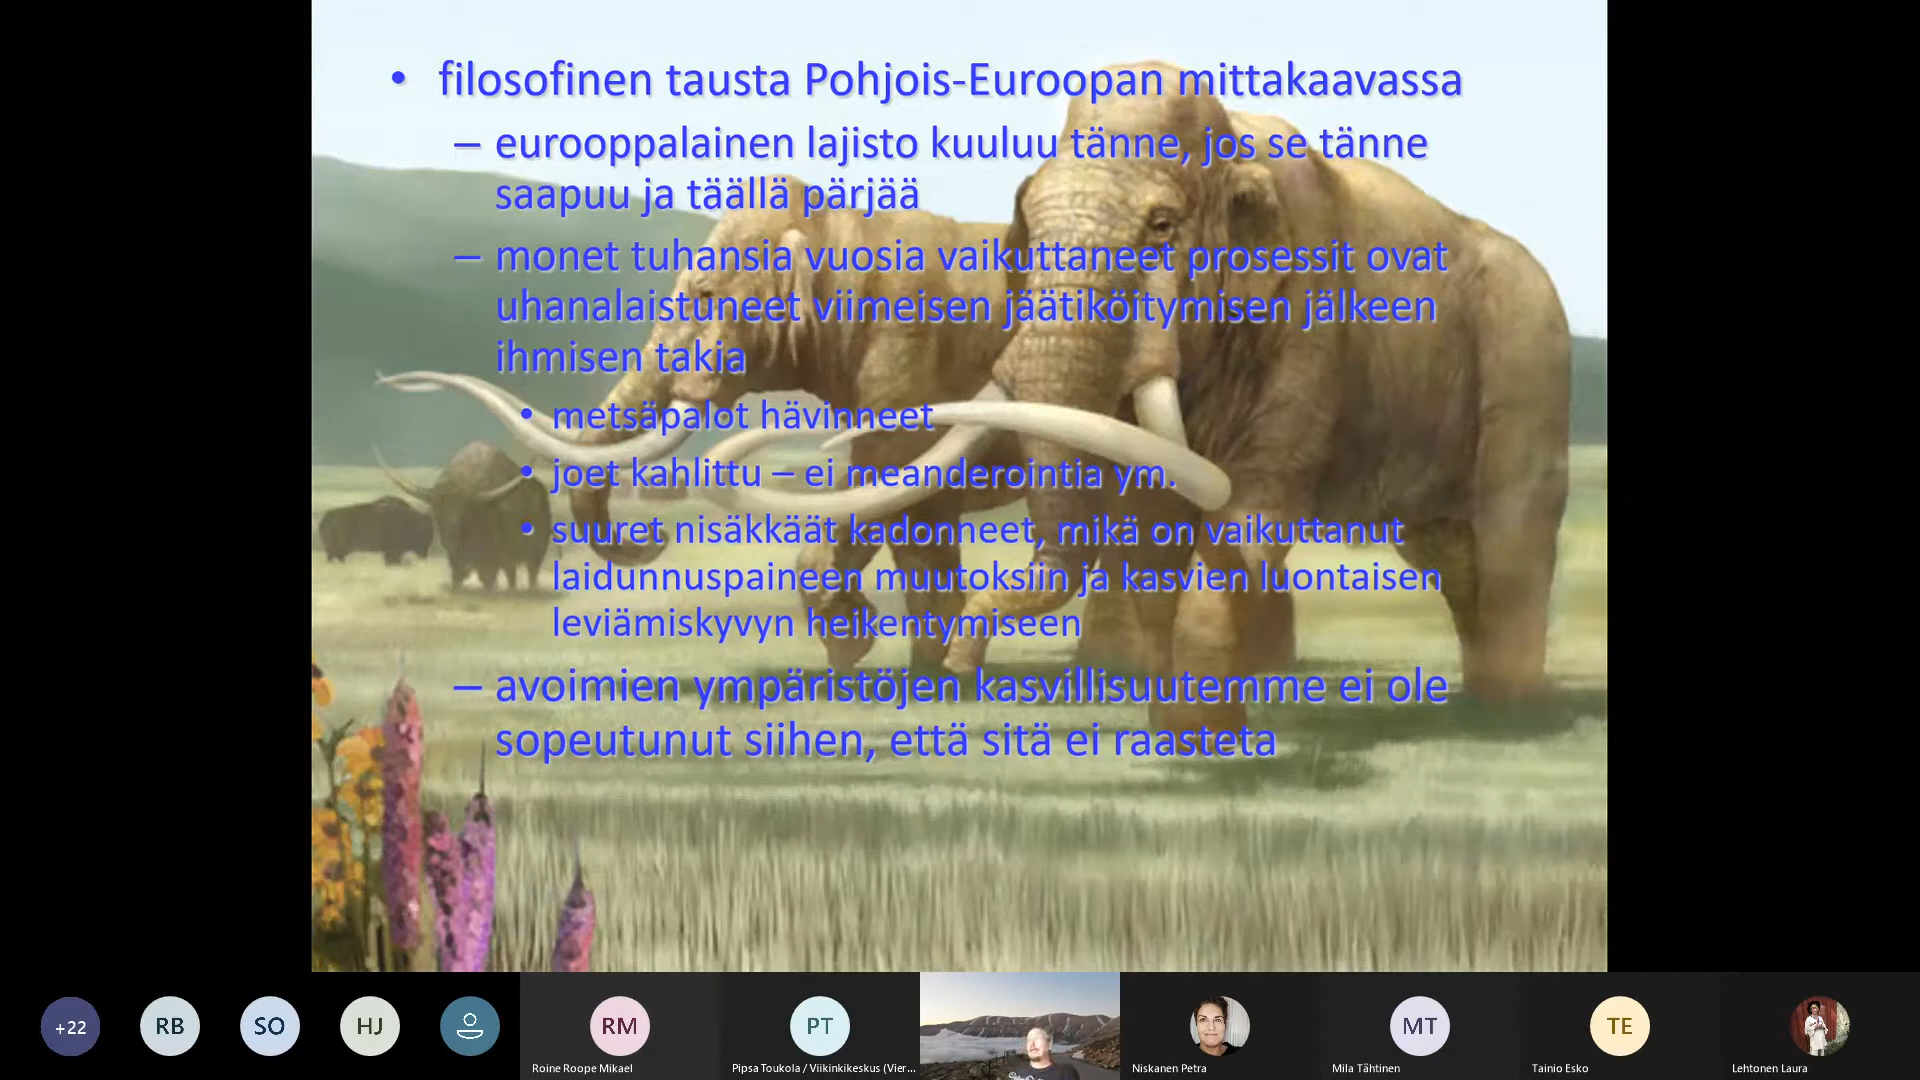 • filosofinen tausta Pohjois-Euroopan mittakaavassa
– eurooppalainen lajisto kuuluu tänne, jos se tänne
saapuu ja täällä pärjää
– monet tuhansia vuosia vaikuttaneet prosessit ovat
uhanalaistuneet viimeisen jäätiköitymisen jälkeen
ihmisen takia
• metsäpalot hävinneet
• joet kahlittu – ei meanderointia ym.
• suuret nisäkkäät kadonneet, mikä on vaikuttanut
laidunnuspaineen muutoksiin ja kasvien luontaisen
leviämiskyvyn heikentymiseen
– avoimien ympäristöjen kasvillisuutemme ei ole
sopeutunut siihen, että sitä ei raasteta
+22
RB
SO
HJ
RM
PT
MT
TE
Roine Roope Mikael
Pipsa Toukola / Viikinkikeskus (Vier...
Niskanen Petra
Mila Tähtinen
Tainio Esko
Lehtonen Laura